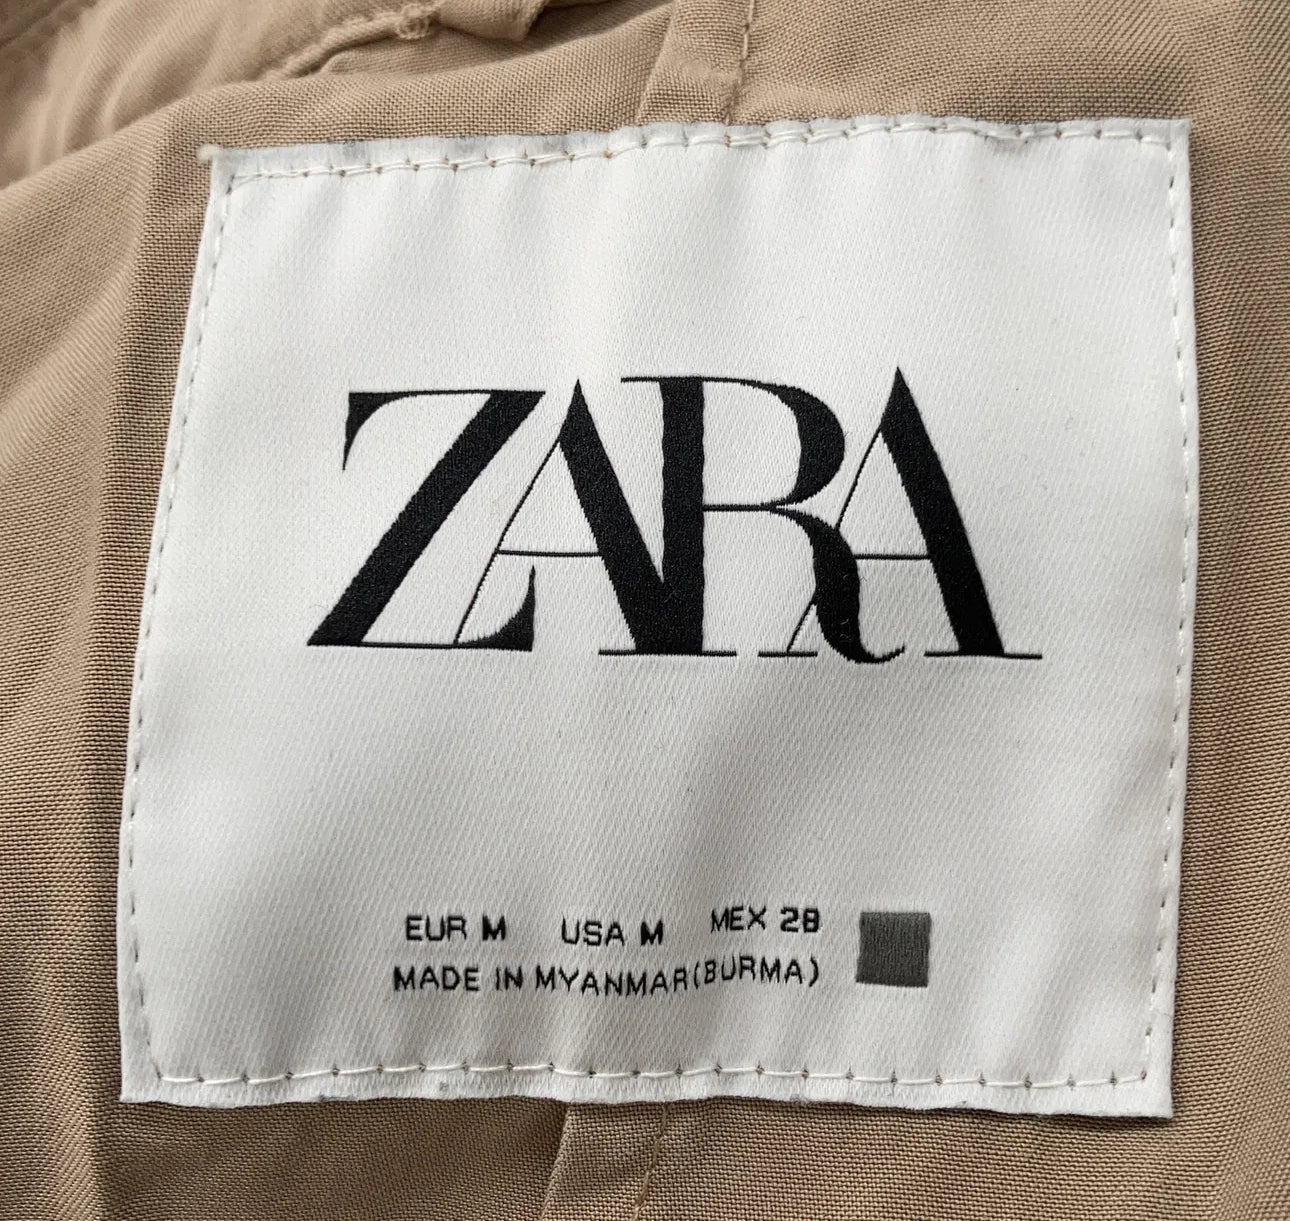 ZARA
EUR M USA M MEX 28
MADE IN MYANMAR(BURMA)